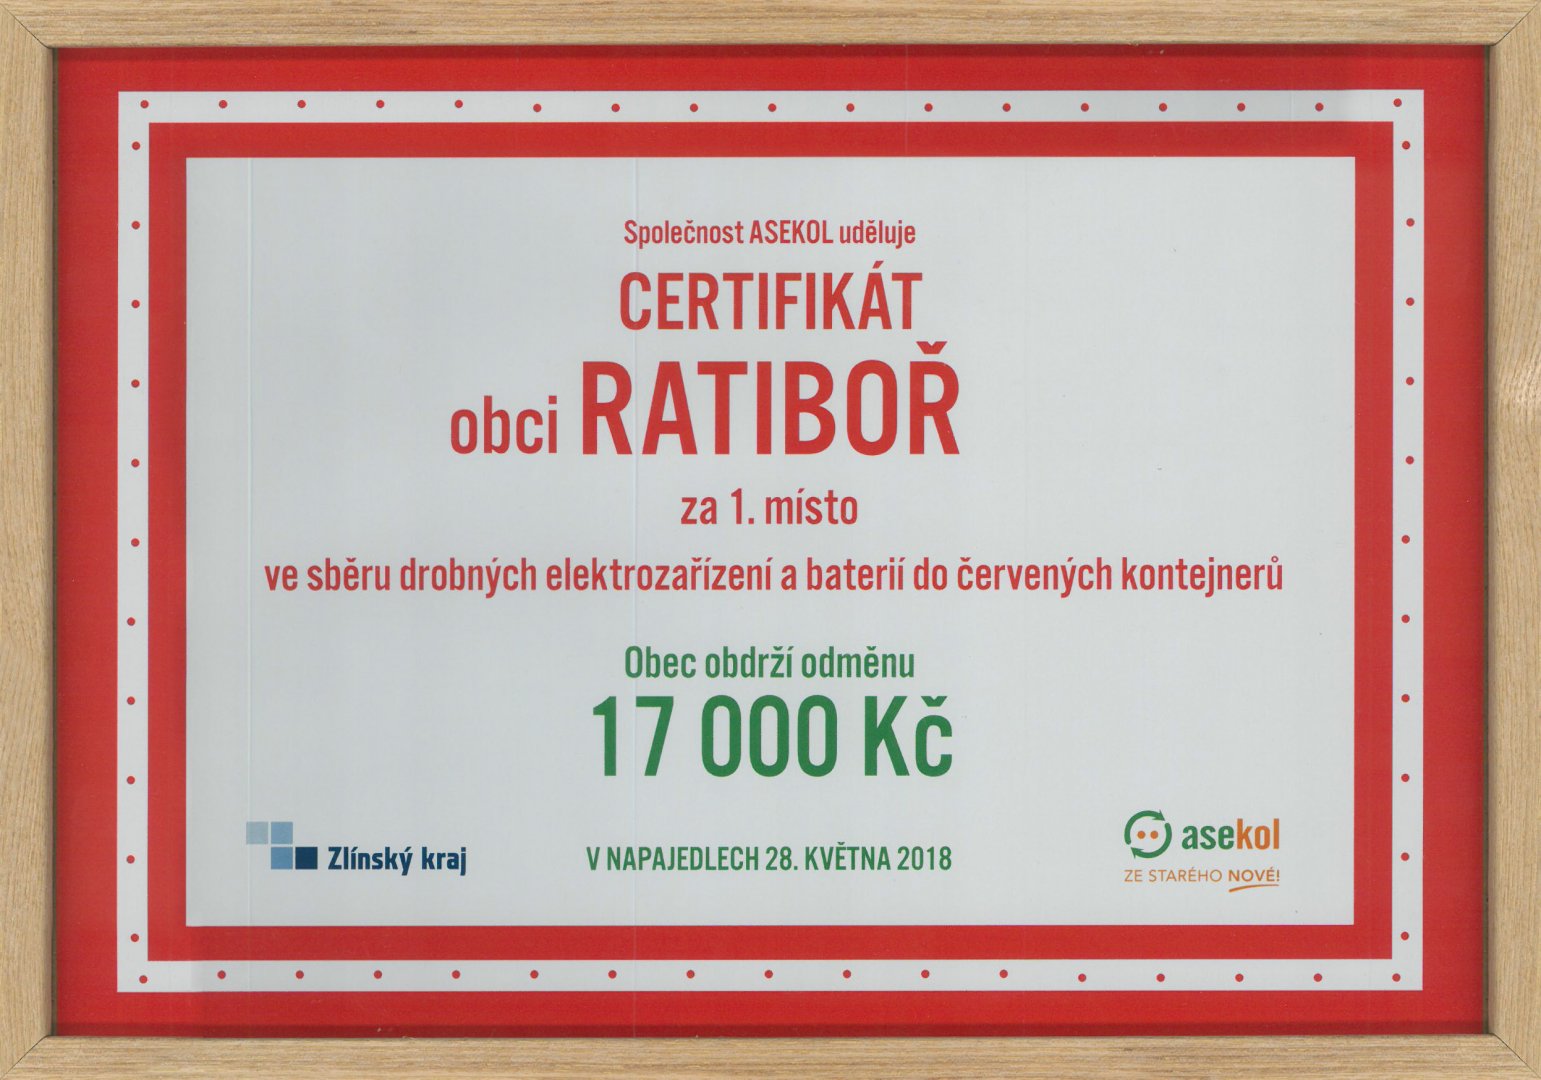 Společnost ASEKOL uděluje
CERTIFIKÁT
obci RATIBOŘ
za 1. místo
ve sběru drobných elektrozařízení a baterií do červených kontejnerů
Obec obdrží odměnu
17 000 Kč
Zlínský kraj
V NAPAJEDLECH 28. KVĚTNA 2018
asekol
ZE STARÉHO NOVÉ!